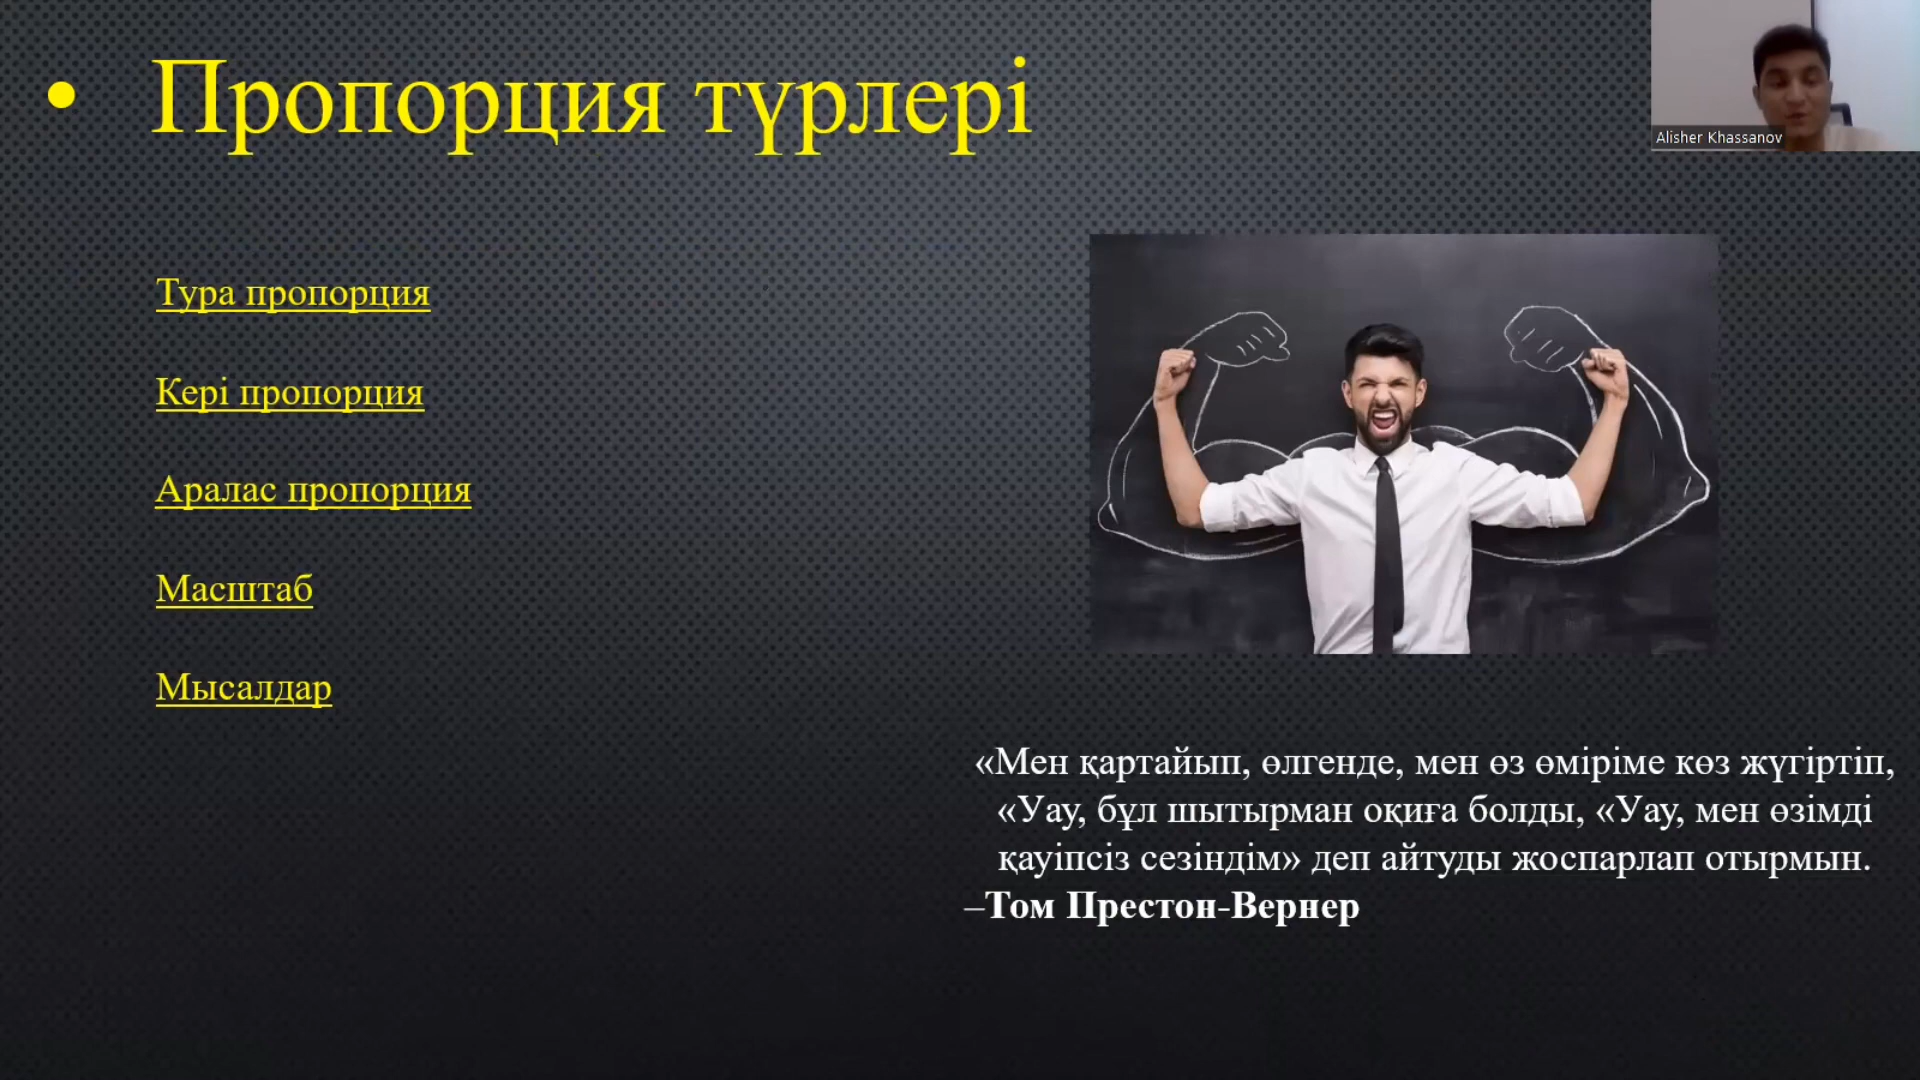 • Пропорция түрлері
Alisher Khassanov
Тура пропорция
Кері пропорция
Аралас пропорция
Масштаб
Мысалдар
«Мен қартайып, өлгенде, мен өз өміріме көз жүгіртіп,
«Уау, бұл шытырман оқиға болды, «Уау, мен өзімді
қауіпсіз сезіндім» деп айтуды жоспарлап отырмын.
–Том Престон-Вернер